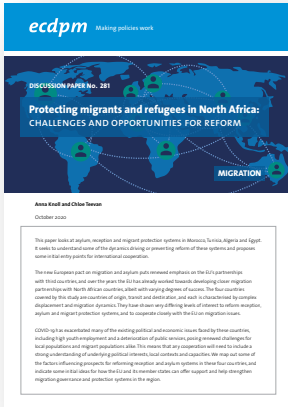 ecdpm Making policies work
DISCUSSION PAPER No. 281
Protecting migrants and refugees in North Africa:
CHALLENGES AND OPPORTUNITIES FOR REFORM
MIGRATION
Anna Knoll and Chloe Teevan
October 2020
This paper looks at asylum, reception and migrant protection systems in Morocco, Tunisia, Algeria and Egypt.
It seeks to understand some of the dynamics driving or preventing reform of these systems and proposes
some initial entry points for international cooperation.
The new European pact on migration and asylum puts renewed emphasis on the EU's partnerships
with third countries, and over the years the EU has already worked towards developing closer migration
partnerships with North African countries, albeit with varying degrees of success. The four countries
covered by this study are countries of origin, transit and destination, and each is characterised by complex
displacement and migration dynamics. They have shown very differing levels of interest to reform reception,
asylum and migrant protection systems, and to cooperate closely with the EU on migration issues.
COVID-19 has exacerbated many of the existing political and economic issues faced by these countries,
including high youth employment and a deterioration of public services, posing renewed challenges for
local populations and migrant populations alike. This means that any cooperation will need to include a
strong understanding of underlying political interests, local contexts and capacities. We map out some of
the factors influencing prospects for reforming reception and asylum systems in these four countries, and
indicate some initial ideas for how the EU and its member states can offer support and help strengthen
migration governance and protection systems in the region.